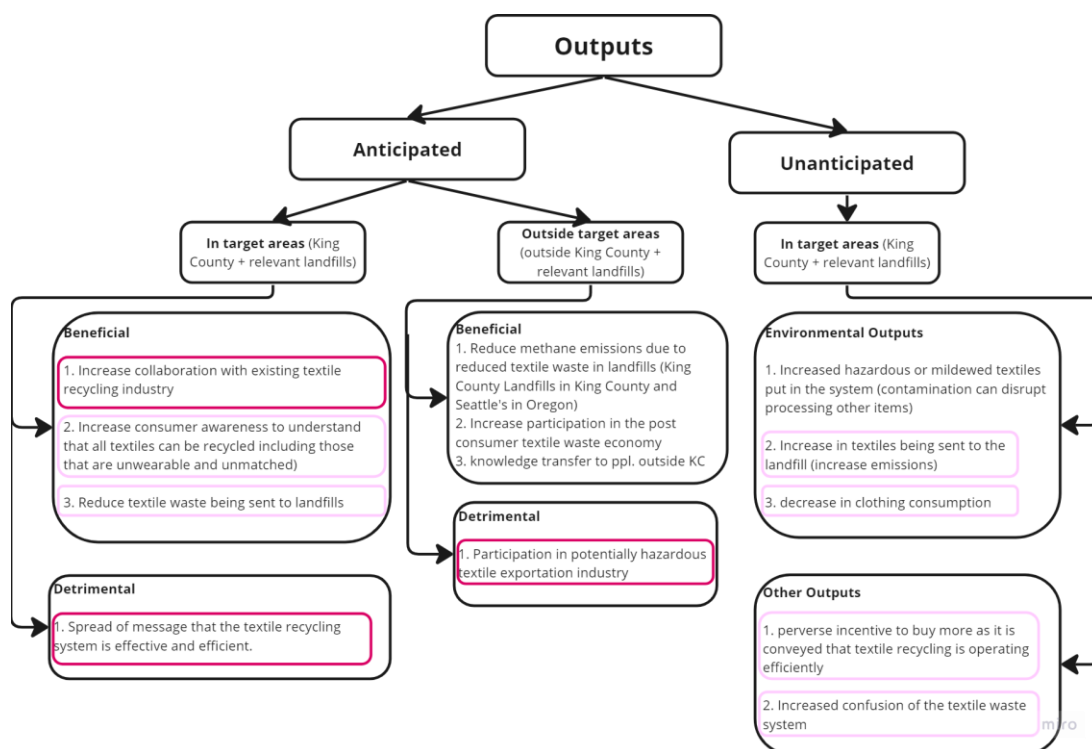 Outputs
Anticipated
Unanticipated
In target areas (King
County + relevant landfills)
Outside target areas
(outside King County +
relevant landfills)
In target areas (King
County + relevant landfills)
Beneficial
1. Increase collaboration with existing textile
recycling industry
2. Increase consumer awareness to understand
that all textiles can be recycled including those
that are unwearable and unmatched)
3. Reduce textile waste being sent to landfills
Detrimental
1. Spread of message that the textile recycling
system is effective and efficient.
Beneficial
1. Reduce methane emissions due to
reduced textile waste in landfills (King
County Landfills in King County and
Seattle's in Oregon)
2. Increase participation in the post
consumer textile waste economy
3. knowledge transfer to ppl. outside KC
Detrimental
1. Participation in potentially hazardous
textile exportation industry
Environmental Outputs
1. Increased hazardous or mildewed textiles
put in the system (contamination can disrupt
processing other items)
2. Increase in textiles being sent to the
landfill (increase emissions)
3. decrease in clothing consumption
Other Outputs
1. perverse incentive to buy more as it is
conveyed that textile recycling is operating
efficiently
2. Increased confusion of the textile waste
system
miro